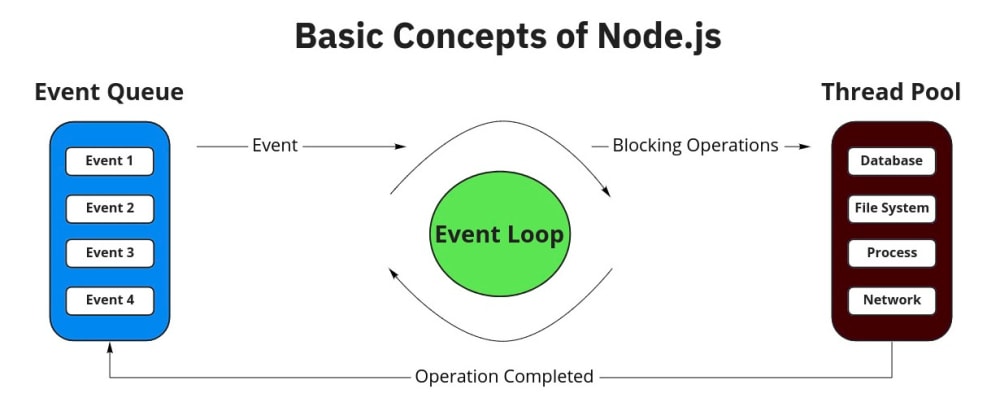 Basic Concepts of Node.js
Event Queue
Thread Pool
Event
Blocking Operations
Event 1
Event 2
Event 3
Event 4
Event Loop
Database
File System
Process
Network
Operation Completed